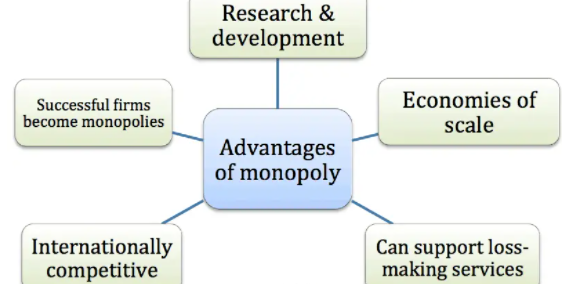 Research &
development
Successful firms
become monopolies
Economies of
scale
Advantages
of monopoly
Internationally
competitive
Can support loss-
making services